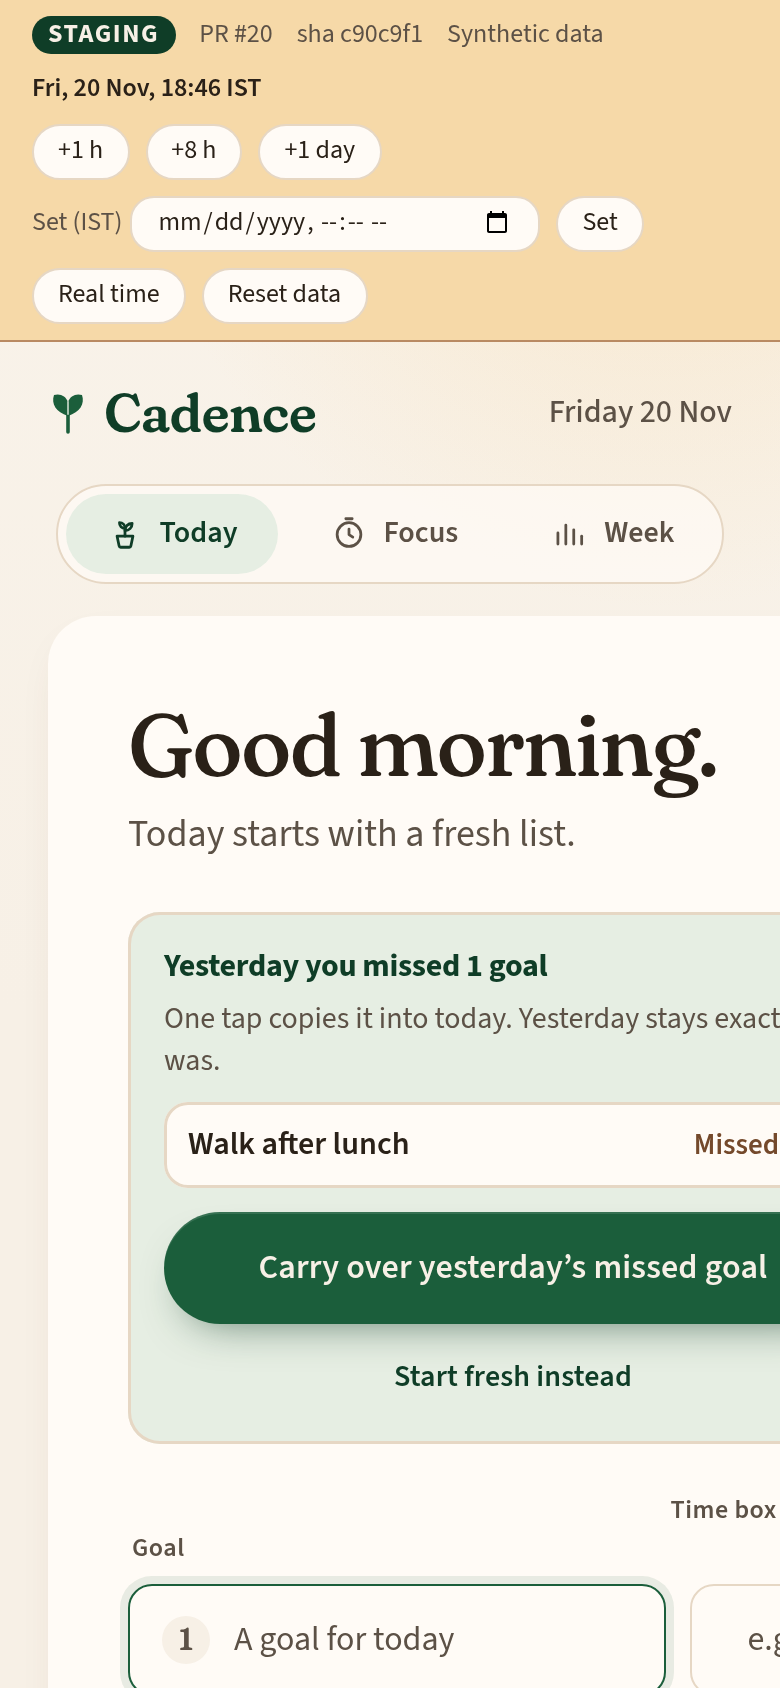 STAGING PR #20 sha c90c9f1 Synthetic data
Fri, 20 Nov, 18:46 IST
+1 h +8 h +1 day
Set (IST) mm/dd/yyyy, --:-- -- Set
Real time Reset data
Cadence Friday 20 Nov
Today Focus Week
Good morning.
Today starts with a fresh list.
Yesterday you missed 1 goal
One tap copies it into today. Yesterday stays exact
was.
Walk after lunch Missed
Carry over yesterday’s missed goal
Start fresh instead
Time box
Goal
1 A goal for today e.g